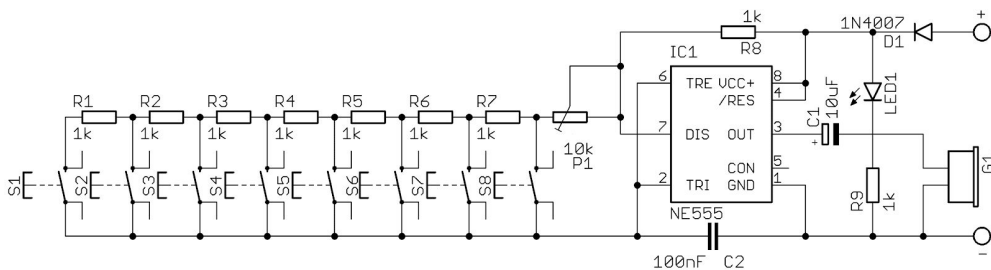 1k
1N4007
+
R8
D1
IC1
6 TRE VCC+ 8
/RES 4
LED1
R1 R2 R3 R4 R5 R6 R7
1k 1k 1k 1k 1k 1k 1k
10k
P1
7 DIS OUT 3
C1
10uF
+
CON 5
2 TRI GND 1
S1 S2 S3 S4 S5 S6 S7 S8
R9
1k
G1
NE555
100nF C2
-